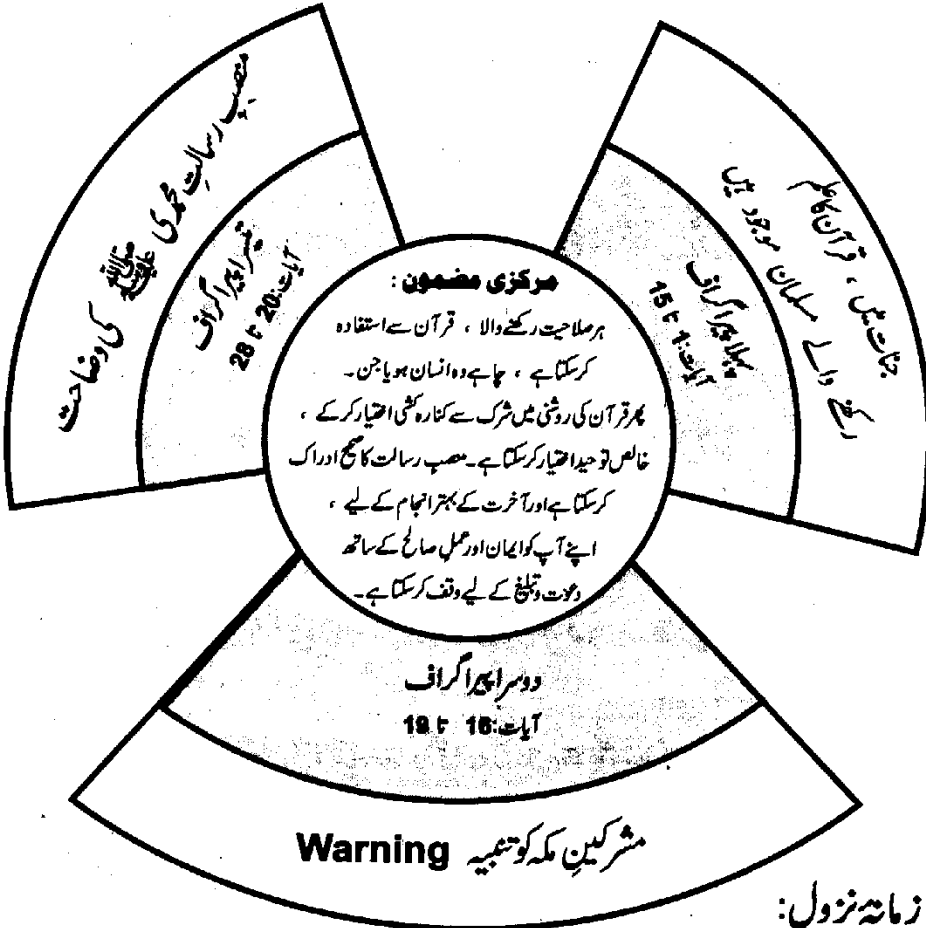 جنات میں ، قرآن کا علم
رکھنے والے مسلمان موجود ہیں
پہلا پیراگراف
آیات:1 تا 15
منصبِ رسالتِ محمدی ﷺ کی وضاحت
تیسرا پیراگراف
آیات:20 تا 28
مرکزی مضمون :
ہر صلاحیت رکھنے والا ، قرآن سے استفادہ
کرسکتا ہے ، چاہے وہ انسان ہو یا جن ۔
پھر قرآن کی روشنی میں شرک سے کنارہ کشی اختیار کر کے ،
خالص توحید اختیار کرسکتا ہے ۔ منصبِ رسالت کا صحیح ادراک
کرسکتا ہے اور آخرت کے بہتر انجام کے لیے ،
اپنے آپ کو ایمان اور عملِ صالح کے ساتھ
دعوت و تبلیغ کے لیے وقف کرسکتا ہے ۔
دوسرا پیراگراف
آیات:16 تا 19
مشرکینِ مکہ کو تنبیہ Warning
زمانۂ نزول: